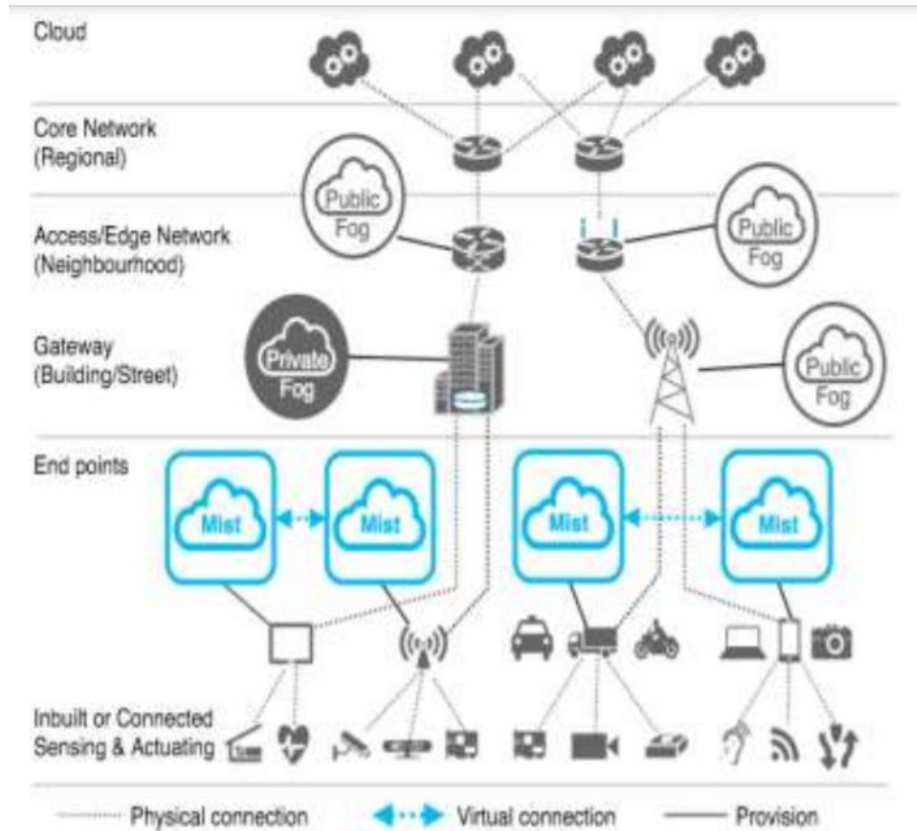 Cloud
Core Network
(Regional)
Public
Fog
Access/Edge Network
(Neighbourhood)
Public
Fog
Gateway
(Building/Street)
Private
Fog
Public
Fog
End points
Mist
Mist
Mist
Mist
Inbuilt or Connected
Sensing & Actuating
Physical connection
Virtual connection
Provision